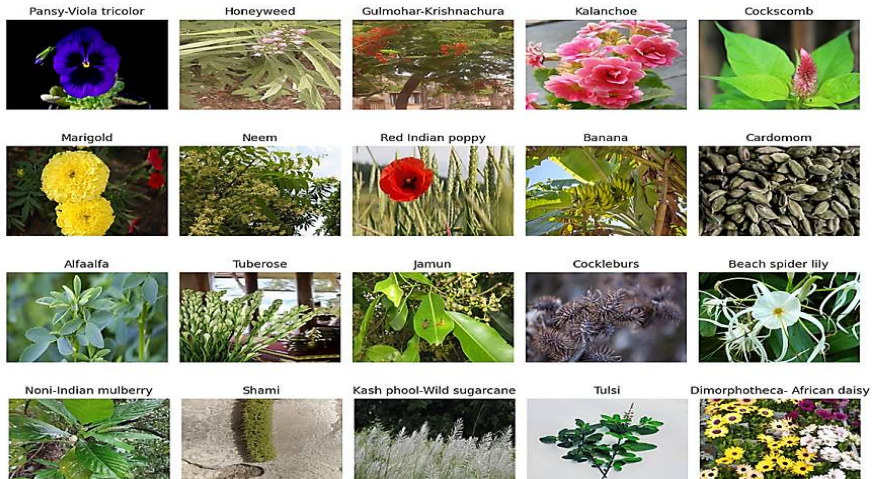 Pansy-Viola tricolor
Honeyweed
Gulmohar-Krishnachura
Kalanchoe
Cockscomb
Marigold
Neem
Red Indian poppy
Banana
Cardomom
Alfaalfa
Tuberose
Jamun
Cockleburs
Beach spider lily
Noni-Indian mulberry
Shami
Kash phool-Wild sugarcane
Tulsi
Dimorphotheca- African daisy